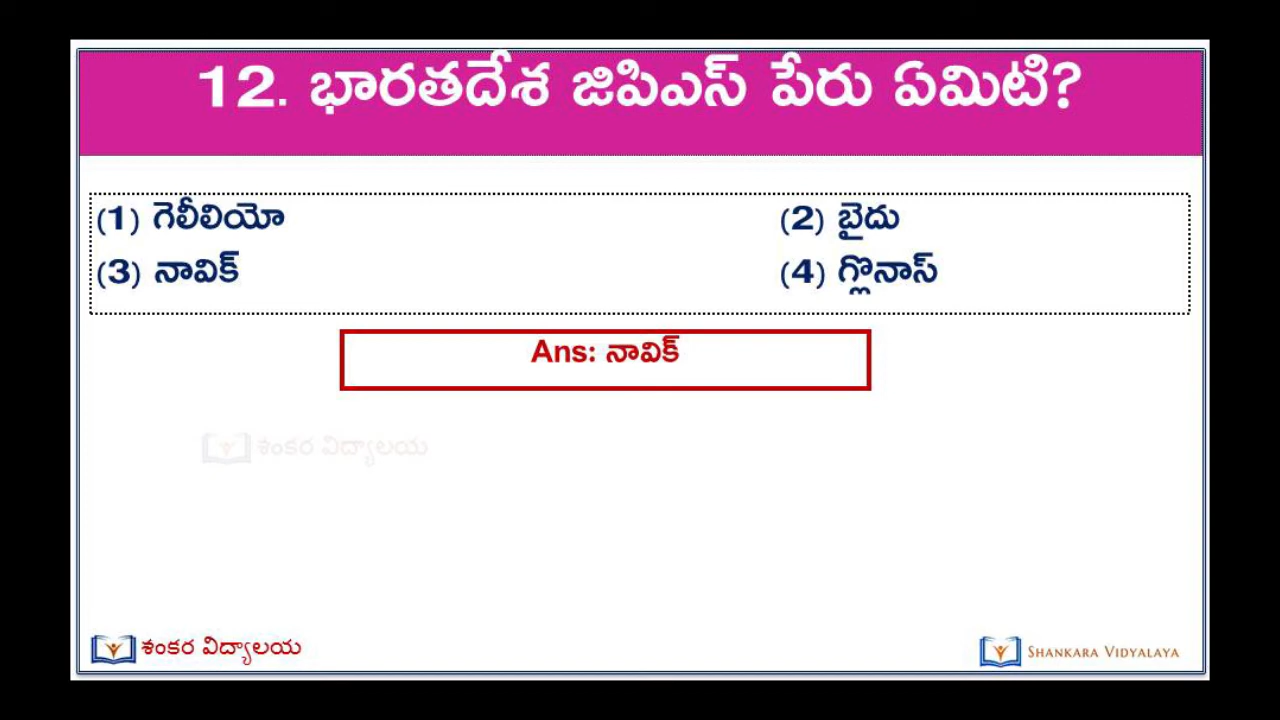 12. భారతదేశ జిపిఎస్ పేరు ఏమిటి?
(1) గెలీలియో (2) బైదు
(3) నావిక్ (4) గ్లొనాస్
Ans: నావిక్
శంకర విద్యాలయ
శంకర విద్యాలయ SHANKARA VIDYALAYA